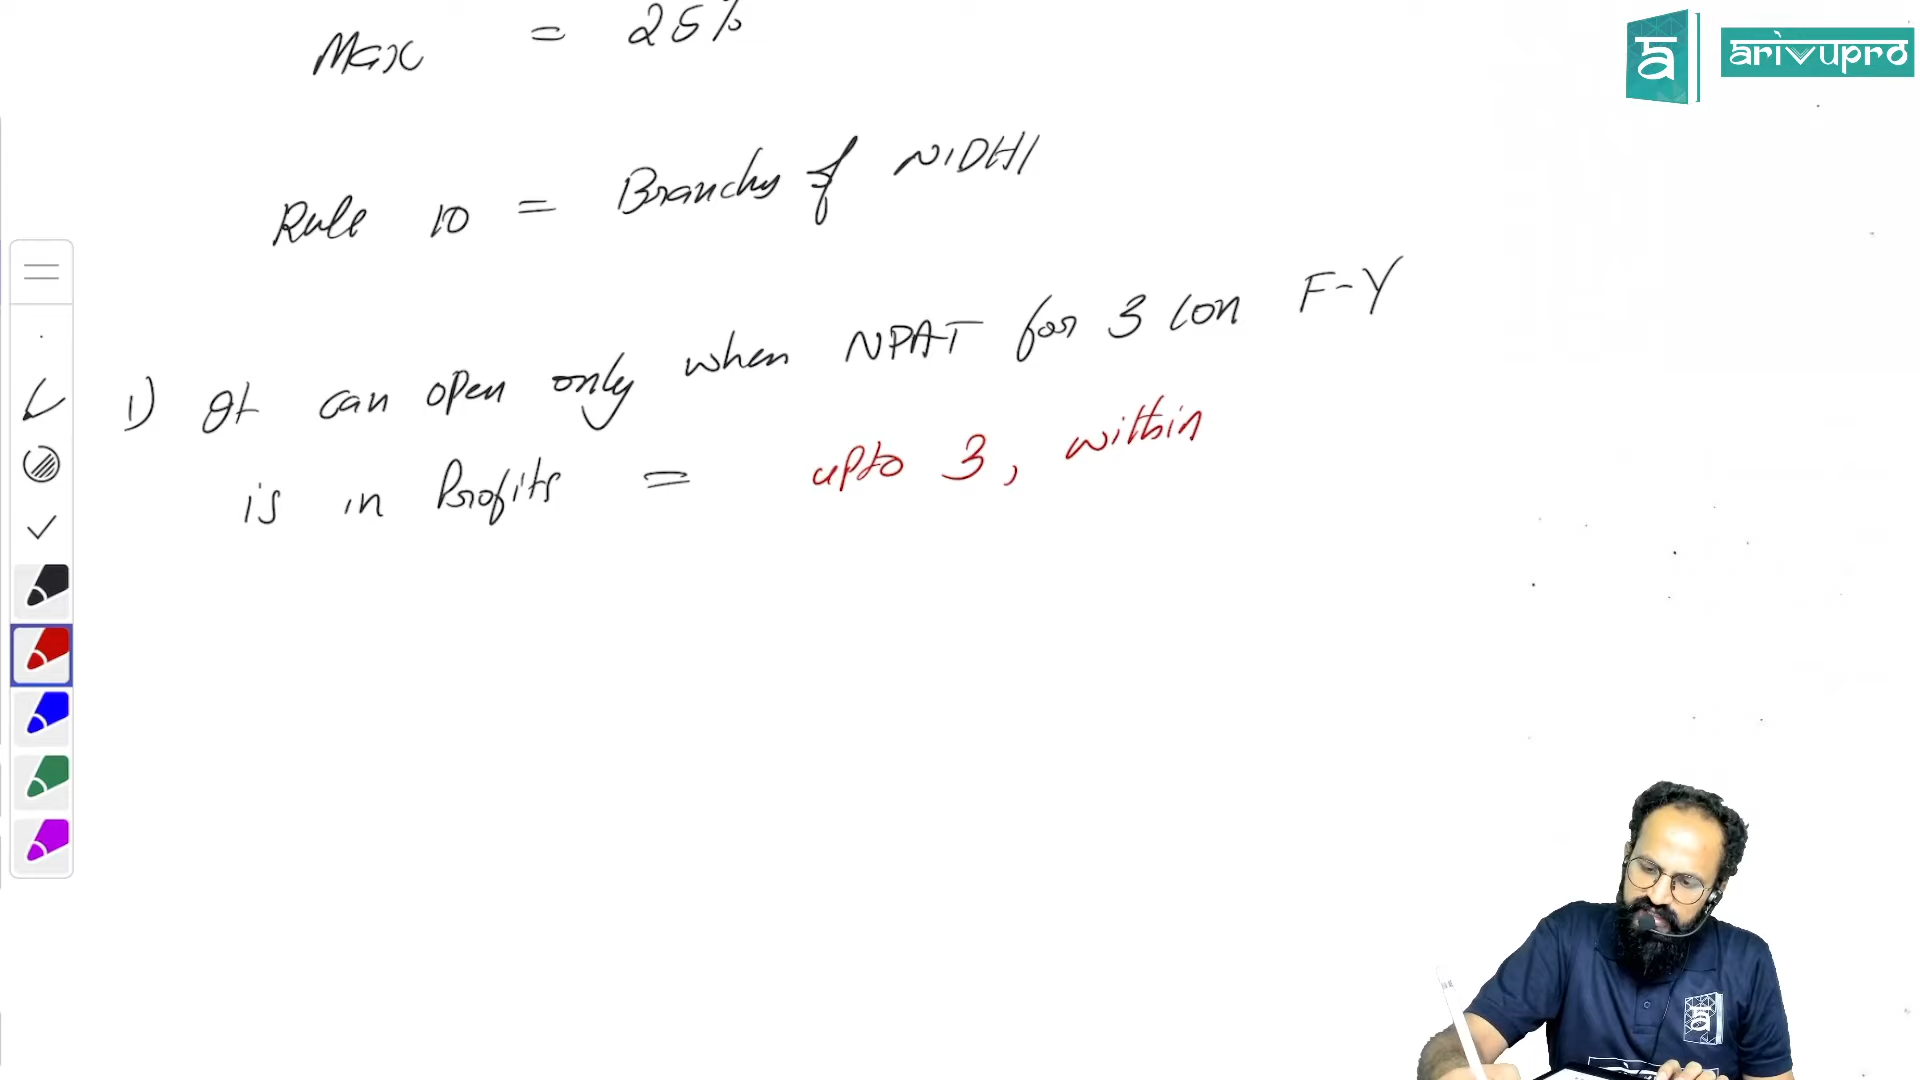 Max = 25%
arivupro
Rule 10 = Branchs of NIDHI
1) It can open only when NPAT for 3 con F-Y
is in Profits = upto 3, within